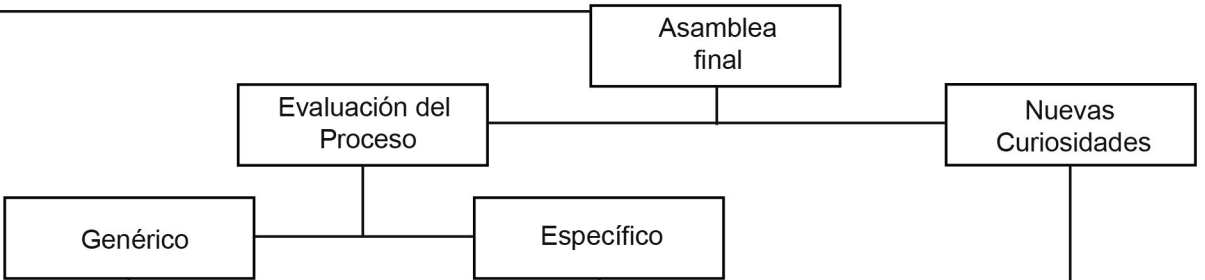 Asamblea
final
Evaluación del
Proceso
Nuevas
Curiosidades
Genérico
Específico